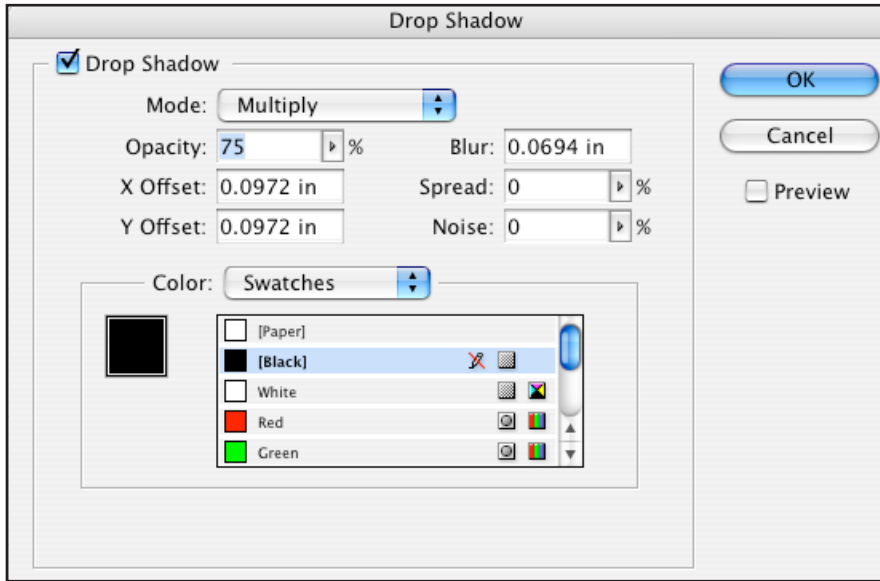 Drop Shadow
Drop Shadow
Mode: Multiply
Opacity: 75 % Blur: 0.0694 in
X Offset: 0.0972 in Spread: 0 %
Y Offset: 0.0972 in Noise: 0 %
Color: Swatches
[Paper]
[Black]
White
Red
Green
OK
Cancel
Preview